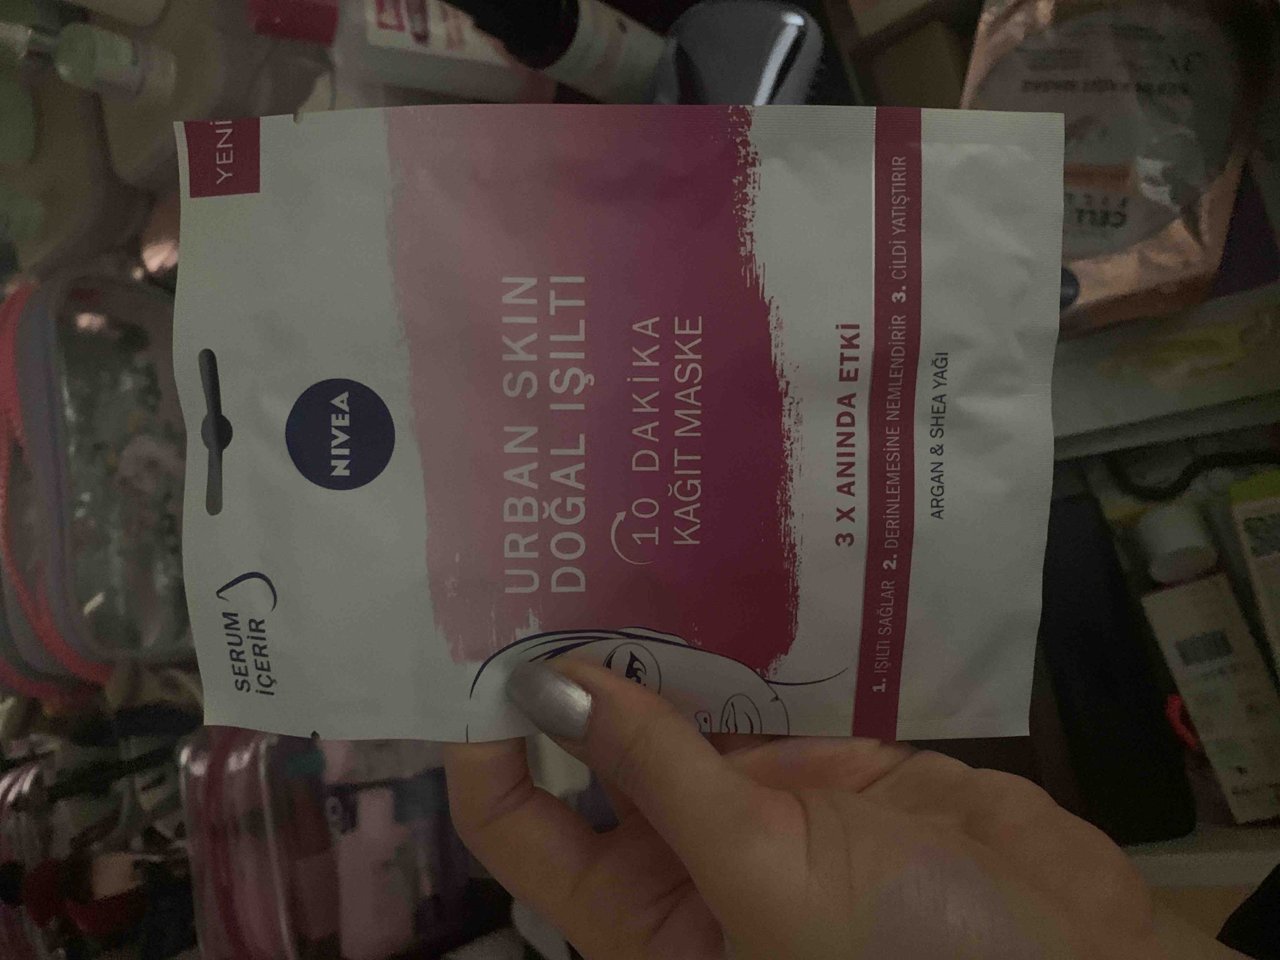 YENİ
NIVEA
SERUM
İÇERİR
URBAN SKIN
DOĞAL IŞILTI
10 DAKİKA
KAĞIT MASKE
3 X ANINDA ETKİ
1. IŞILTI SAĞLAR 2. DERİNLEMESİNE NEMLENDİRİR 3. CİLDİ YATIŞTIRIR
ARGAN & SHEA YAĞI
CELL